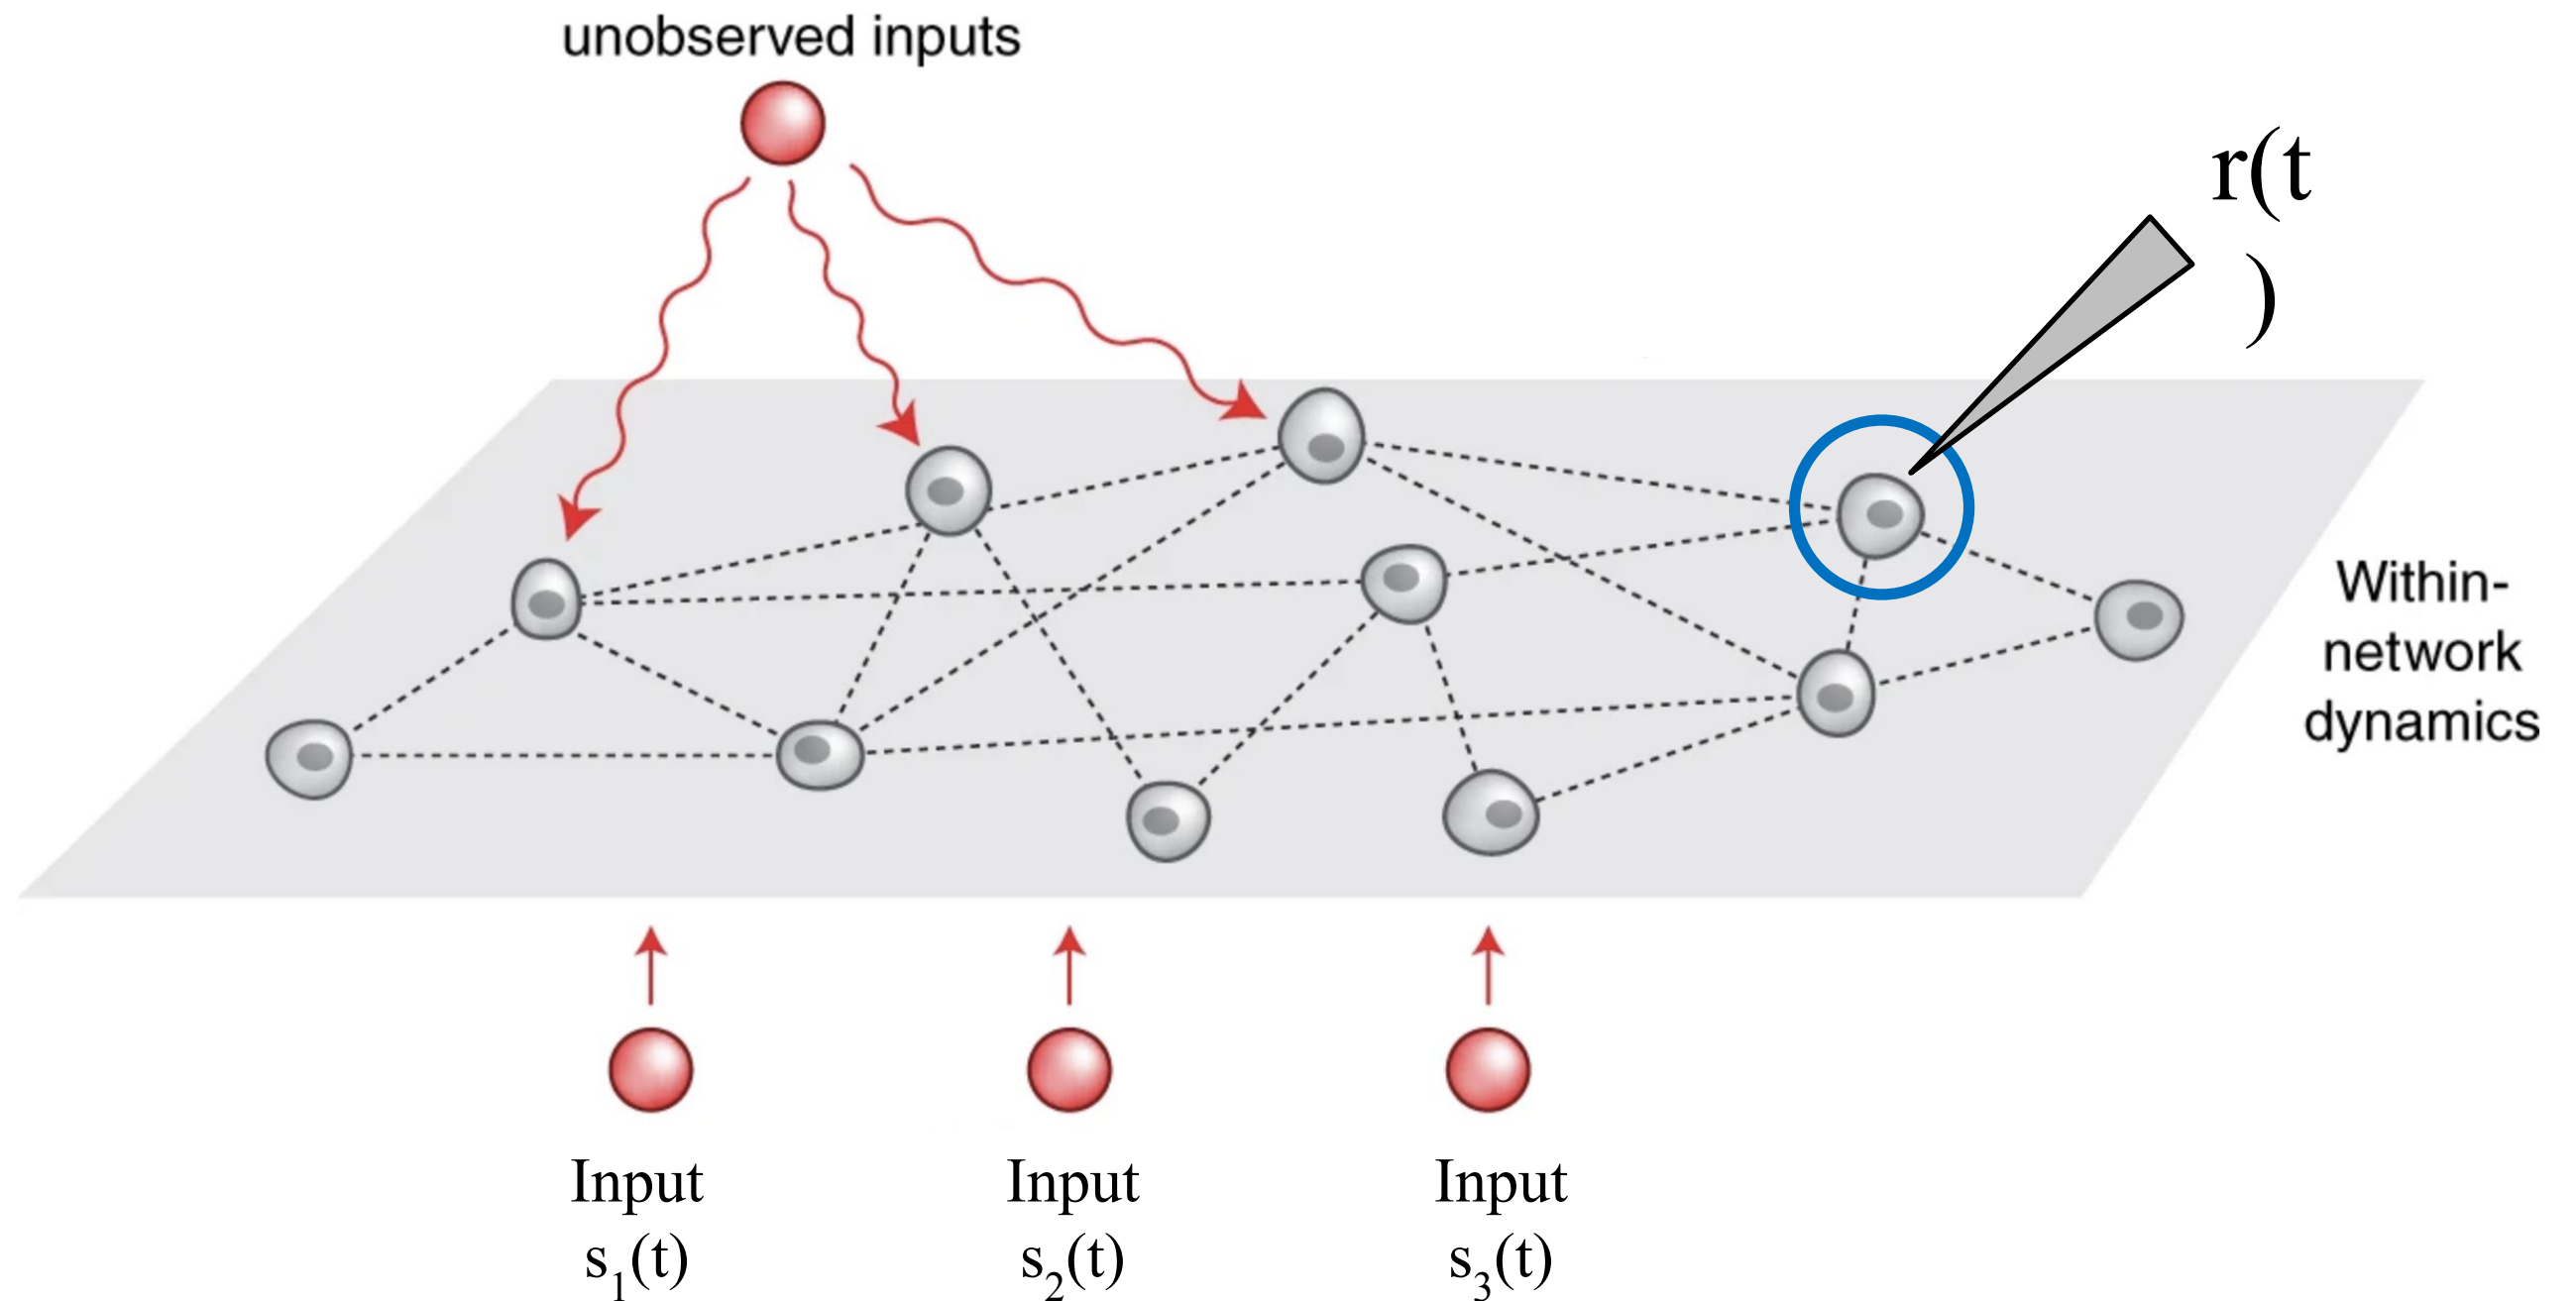 unobserved inputs
r(t
)
Within-
network
dynamics
Input
s₁(t)
Input
s₂(t)
Input
s₃(t)